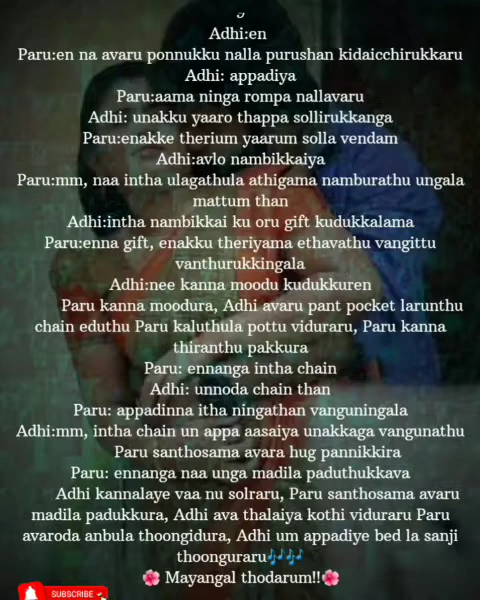 Adhi:en
Paru:en na avaru ponnukku nalla purushan kidaicchirukkaru
Adhi: appadiya
Paru:aama ninga rompa nallavaru
Adhi: unakku yaaro thappa sollirukkanga
Paru:enakke therium yaarum solla vendam
Adhi:avlo nambikkaiya
Paru:mm, naa intha ulagathula athigama namburathu ungala
mattum than
Adhi:intha nambikkai ku oru gift kudukkalama
Paru:enna gift, enakku theriyama ethavathu vangittu
vanthurukkingala
Adhi:nee kanna moodu kudukkuren
Paru kanna moodura, Adhi avaru pant pocket larunthu
chain eduthu Paru kaluthula pottu viduraru, Paru kanna
thiranthu pakkura
Paru: ennanga intha chain
Adhi: unnoda chain than
Paru: appadinna itha ningathan vanguningala
Adhi:mm, intha chain un appa aasaiya unakkaga vangunathu
Paru santhosama avara hug pannikkira
Paru: ennanga naa unga madila paduthukkava
Adhi kannalaye vaa nu solraru, Paru santhosama avaru
madila padukkura, Adhi ava thalaiya kothi viduraru Paru
avaroda anbula thoongidura, Adhi um appadiye bed la sanji
thoonguraru🎶🎶
🌺 Mayangal thodarum!!🌺
SUBSCRIBE